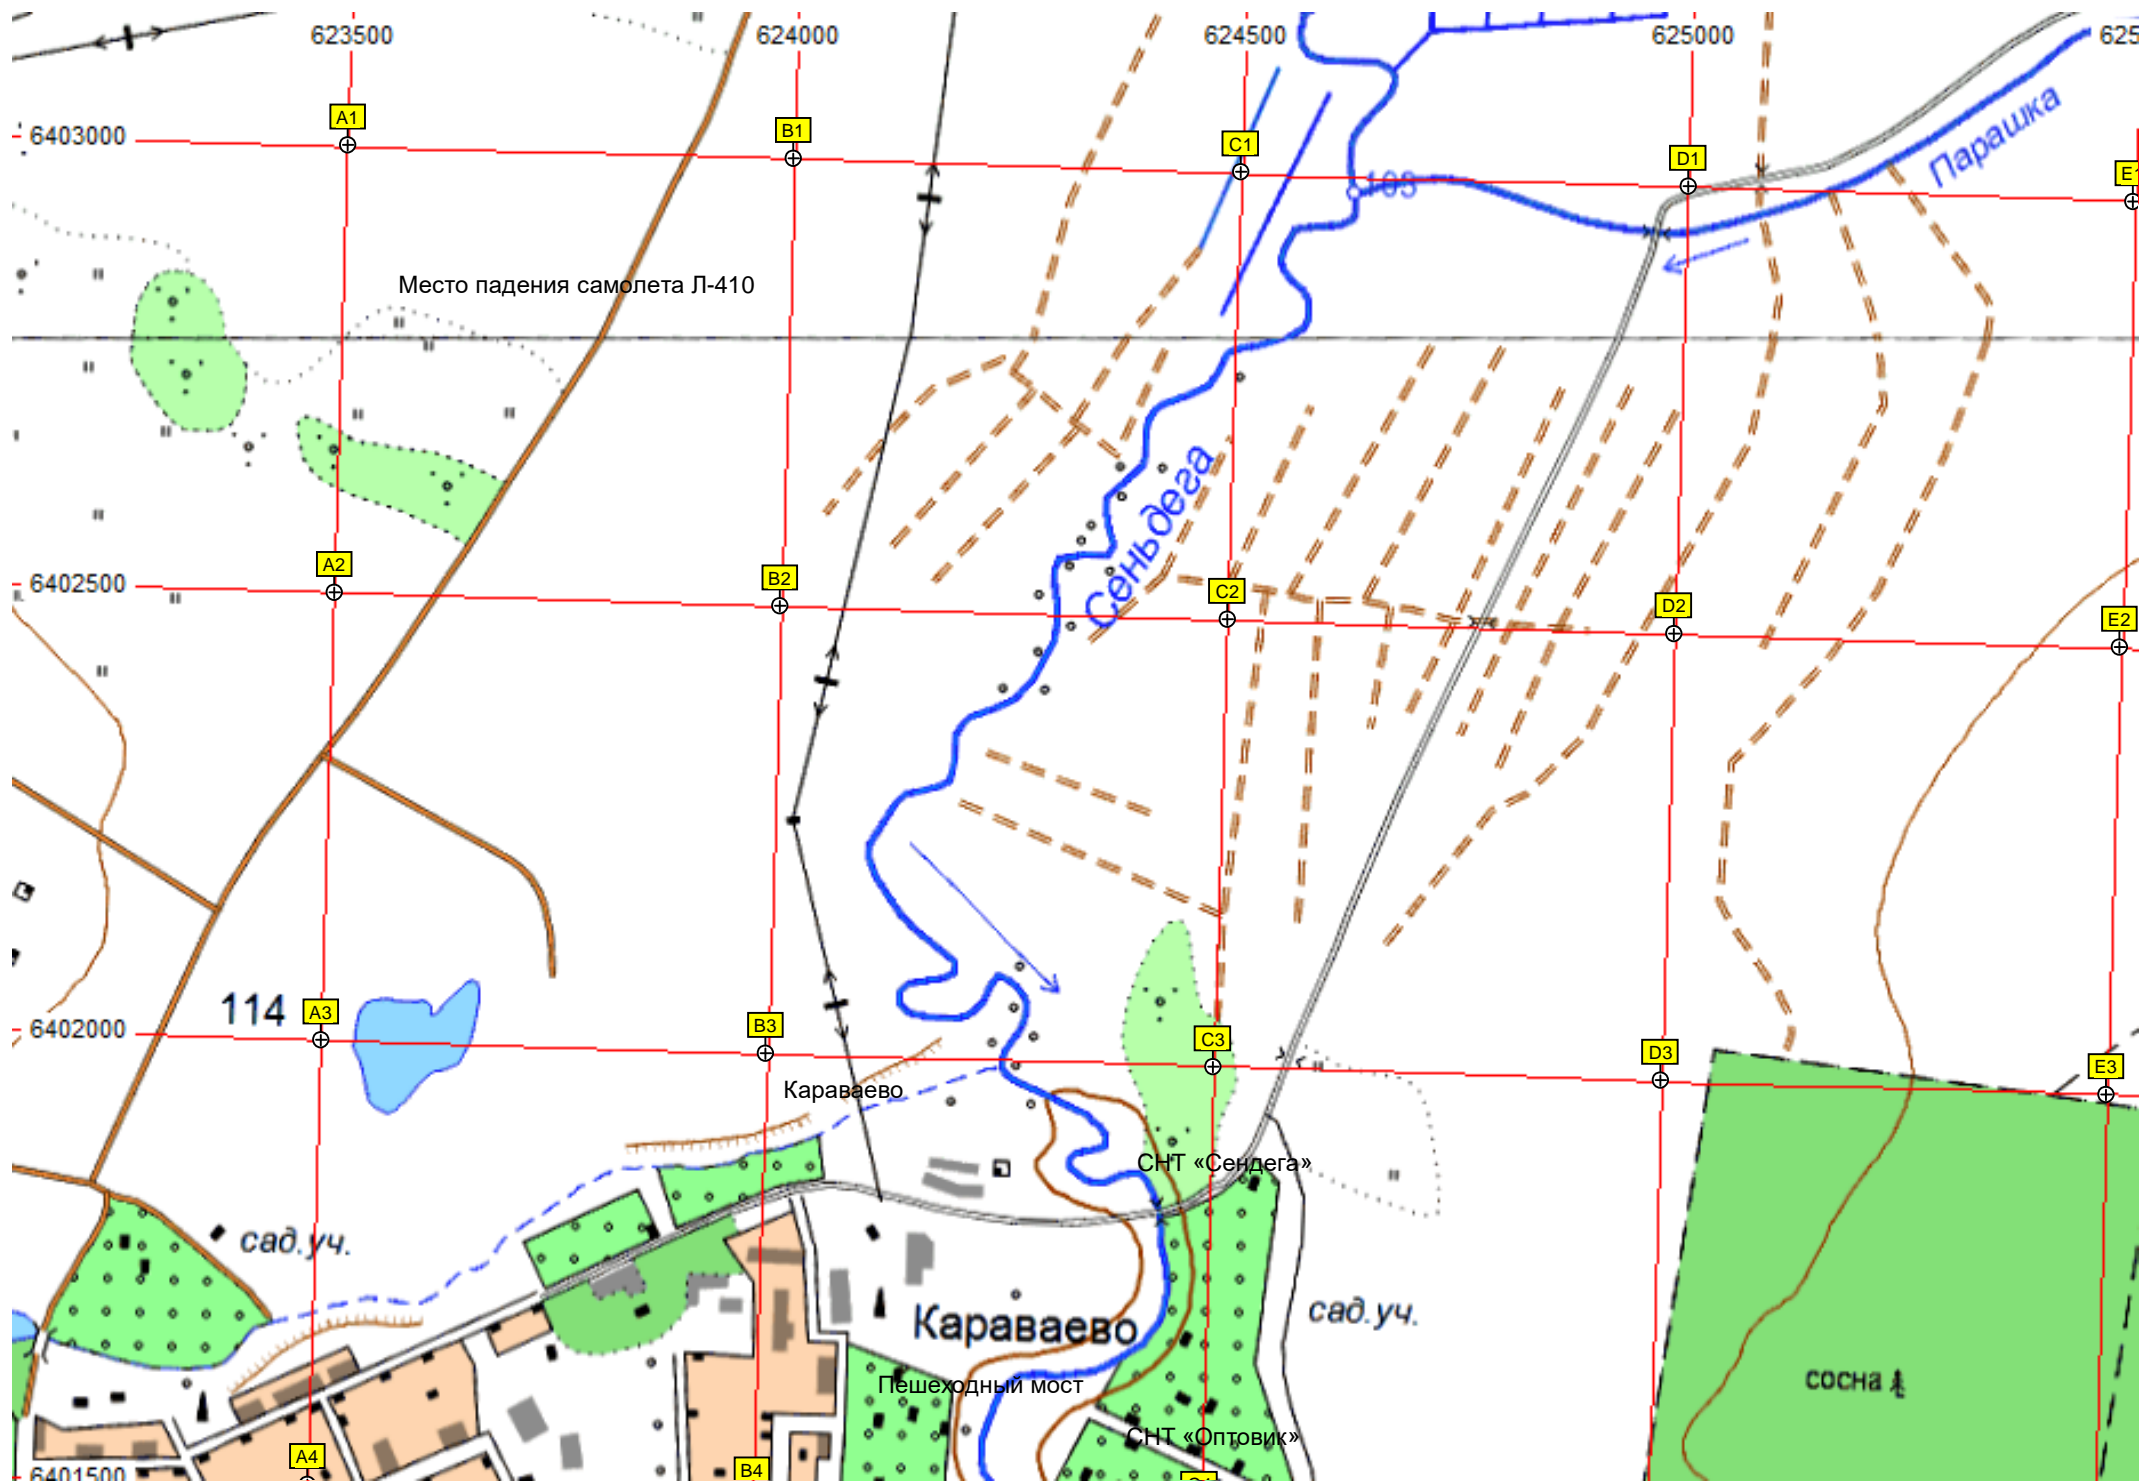 623500
624000
624500
625000
625
A1
6403000
B1
C1
D1
Парашка
E1
103
Место падения самолета Л-410
Сеньдега
A2
6402500
B2
C2
D2
E2
114
A3
6402000
B3
C3
D3
E3
Караваево
СНТ «Сендега»
сад.уч.
Караваево
сад.уч.
Пешеходный мост
сосна
СНТ «Оптовик»
A4
B4
6401500